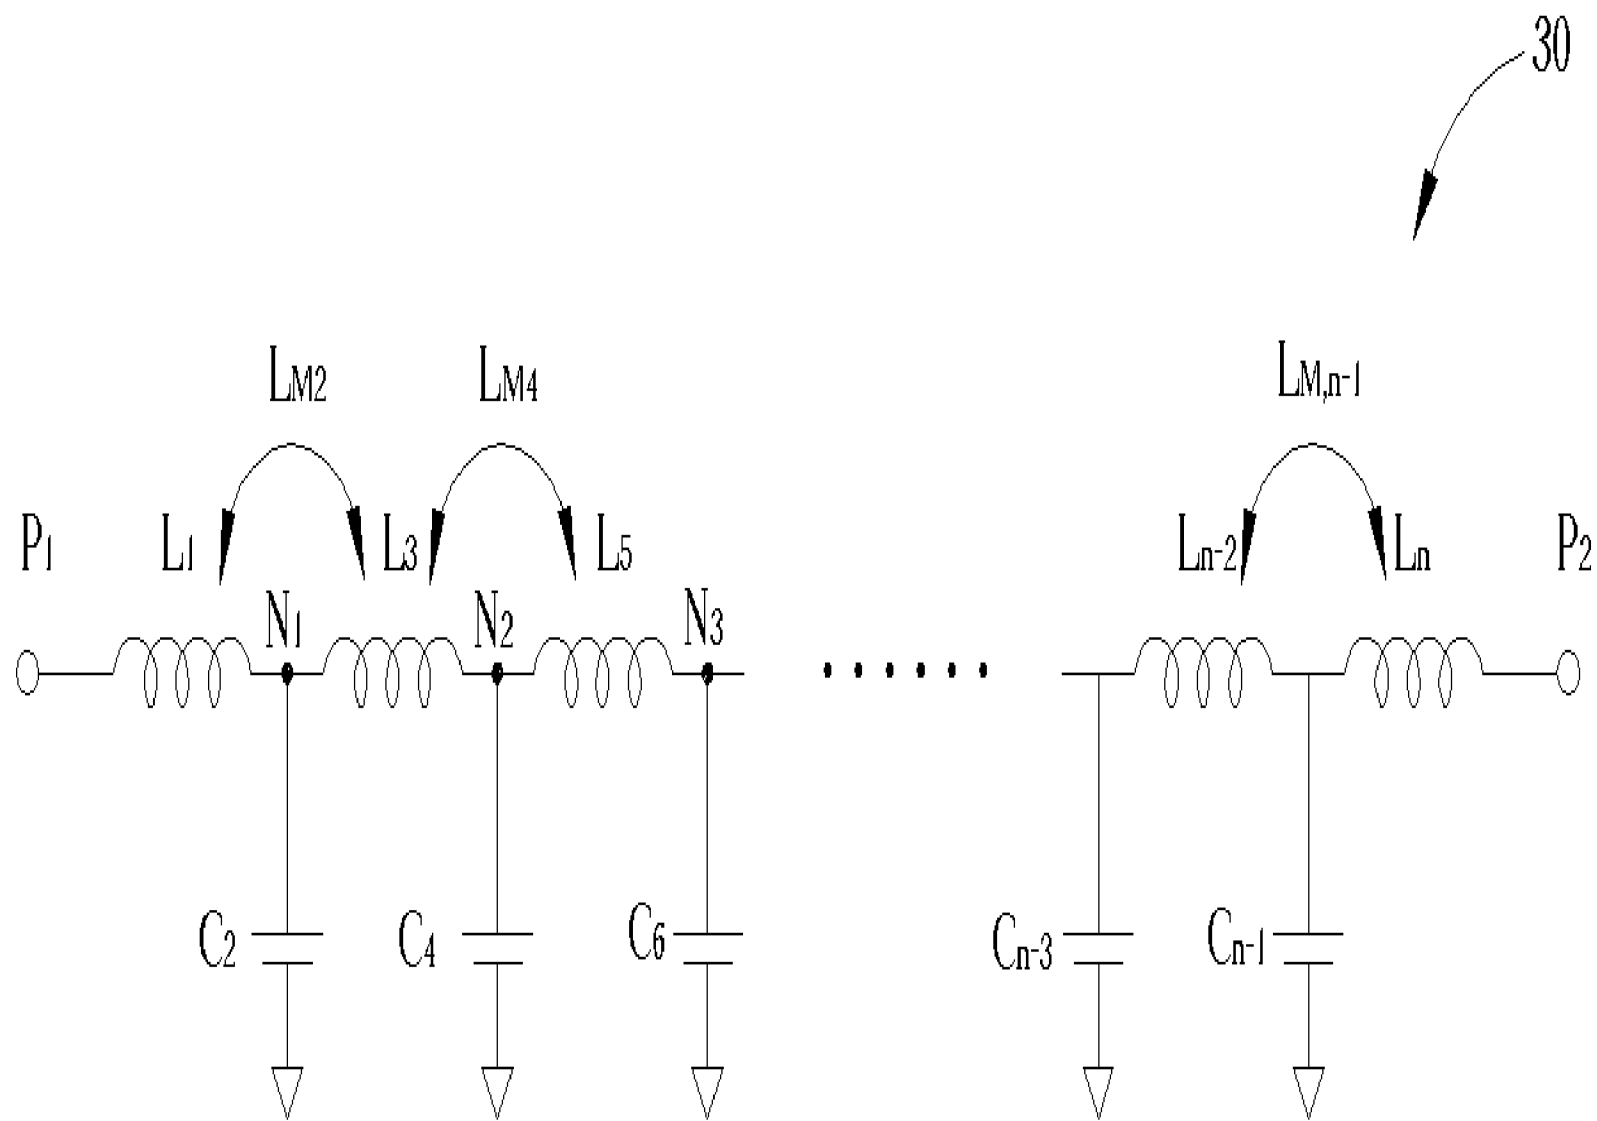 30
LM2 LM4 LM,n-1
P1 L1 L3 L5 Ln-2 Ln P2
N1 N2 N3
C2 C4 C6 Cn-3 Cn-1